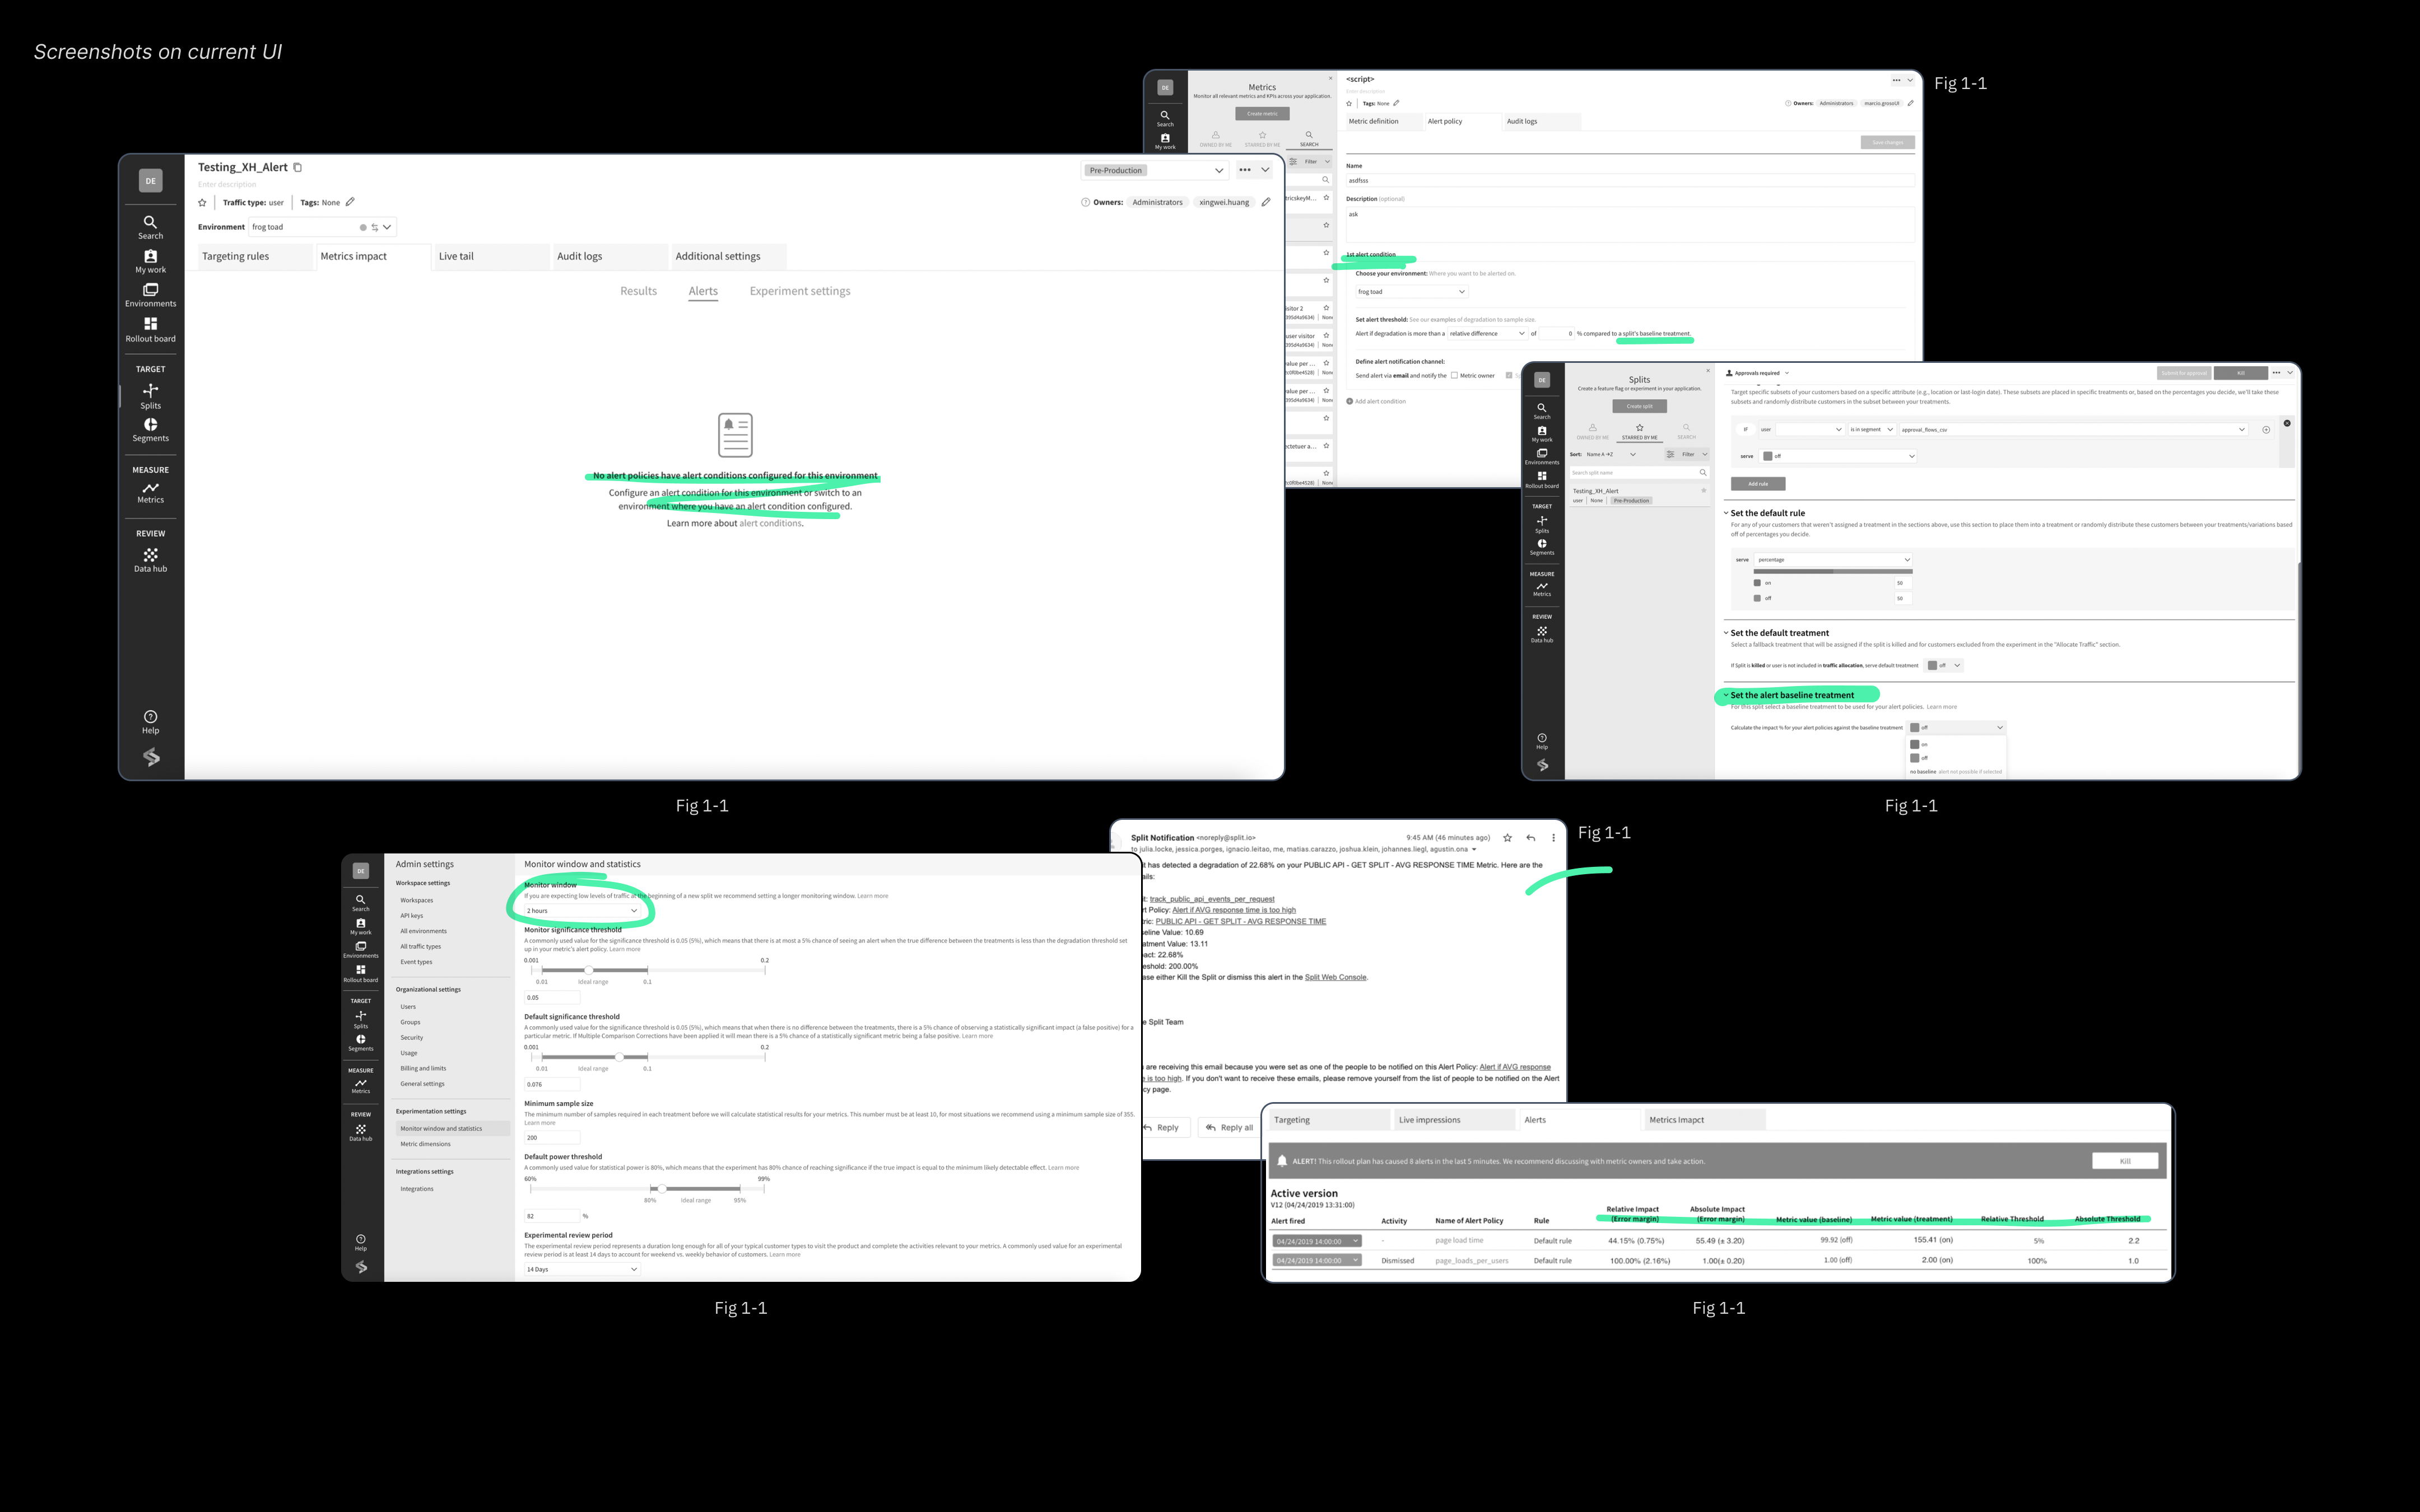 Screenshots on current UI
DE
Search
My work
Environments
Rollout board
TARGET
Splits
Segments
MEASURE
Metrics
REVIEW
Data hub
Help
Testing_XH_Alert
Enter description
Traffic type: user
Tags: None
Pre-Production
Owners: Administrators xingwei.huang
Environment frog toad
Targeting rules
Metrics impact
Live tail
Audit logs
Additional settings
Results
Alerts
Experiment settings
No alert policies have alert conditions configured for this environment.
Configure an alert condition for this environment or switch to an
environment where you have an alert condition configured.
Learn more about alert conditions.
Fig 1-1
DE
Search
My work
Metrics
Monitor all relevant metrics and KPIs across your application.
Create metric
OWNED BY ME
STARRED BY ME
SEARCH
Filter
<script>
Enter description
Tags: None
Owners: Administrators
Metric definition
Alert policy
Audit logs
Save changes
Name
asdfsss
Description (optional)
ask
1st alert condition
Choose your environment: Where you want to be alerted on.
frog toad
Set alert threshold: See our examples of degradation to sample size.
Alert if degradation is more than a relative difference of 0 % compared to a split's baseline treatment.
Define alert notification channel:
Send alert via email and notify the Metric owner
Add alert condition
Fig 1-1
DE
Search
My work
Environments
Rollout board
TARGET
Splits
Segments
MEASURE
Metrics
REVIEW
Data hub
Help
Splits
Create a feature flag or experiment in your application.
Create split
OWNED BY ME
STARRED BY ME
SEARCH
Sort: Name A→Z
Filter
Search split name
Testing_XH_Alert
user None Pre-Production
Approvals required
Submit for approval
Kill
Target specific subsets of your customers based on a specific attribute (e.g., location or last-login date). These subsets are placed in specific treatments or, based on the percentages you decide, we'll take these
subsets and randomly distribute customers in the subset between your treatments.
IF user is in segment approval_flows_csv
serve off
Add rule
Set the default rule
For any of your customers that weren't assigned a treatment in the sections above, use this section to place them into a treatment or randomly distribute these customers between your treatments/variations based
off of percentages you decide.
serve percentage
on 50
off 50
Set the default treatment
Select a fallback treatment that will be assigned if the split is killed and for customers excluded from the experiment in the "Allocate Traffic" section.
If Split is killed or user is not included in traffic allocation, serve default treatment off
Set the alert baseline treatment
For this split select a baseline treatment to be used for your alert policies. Learn more
Calculate the impact % for your alert policies against the baseline treatment off
on
off
no baseline alert not possible if selected
Fig 1-1
DE
Search
My work
Environments
Rollout board
TARGET
Splits
Segments
MEASURE
Metrics
REVIEW
Data hub
Help
Admin settings
Workspace settings
Workspaces
API keys
All environments
All traffic types
Event types
Organizational settings
Users
Groups
Security
Usage
Billing and limits
General settings
Experimentation settings
Monitor window and statistics
Metric dimensions
Integrations settings
Integrations
Monitor window and statistics
Monitor window
If you are expecting low levels of traffic at the beginning of a new split we recommend setting a longer monitoring window. Learn more
2 hours
Monitor significance threshold
A commonly used value for the significance threshold is 0.05 (5%), which means that there is at most a 5% chance of seeing an alert when the true difference between the treatments is less than the degradation threshold set
up in your metric's alert policy. Learn more
0.001 0.2
0.01 Ideal range 0.1
0.05
Default significance threshold
A commonly used value for the significance threshold is 0.05 (5%), which means that when there is no difference between the treatments, there is a 5% chance of observing a statistically significant impact (a false positive) for a
particular metric. If Multiple Comparison Corrections have been applied it will mean there is a 5% chance of a statistically significant metric being a false positive. Learn more
0.001 0.2
0.01 Ideal range 0.1
0.076
Minimum sample size
The minimum number of samples required in each treatment before we will calculate statistical results for your metrics. This number must be at least 10, for most situations we recommend using a minimum sample size of 355.
Learn more
200
Default power threshold
A commonly used value for statistical power is 80%, which means that the experiment has 80% chance of reaching significance if the true impact is equal to the minimum likely detectable effect. Learn more
60% 99%
80% Ideal range 95%
82 %
Experimental review period
The experimental review period represents a duration long enough for all of your typical customer types to visit the product and complete the activities relevant to your metrics. A commonly used value for an experimental
review period is at least 14 days to account for weekend vs. weekly behavior of customers. Learn more
14 Days
Fig 1-1
Split Notification <noreply@split.io>
9:45 AM (46 minutes ago)
to julia.locke, jessica.porges, ignacio.leitao, me, matias.carazzo, joshua.klein, johannes.liegl, agustin.ona
has detected a degradation of 22.68% on your PUBLIC API - GET SPLIT - AVG RESPONSE TIME Metric. Here are the
track_public_api_events_per_request
Policy: Alert if AVG response time is too high
PUBLIC API - GET SPLIT - AVG RESPONSE TIME
Value: 10.69
Value: 13.11
22.68%
200.00%
either Kill the Split or dismiss this alert in the Split Web Console.
Split Team
are receiving this email because you were set as one of the people to be notified on this Alert Policy: Alert if AVG response
is too high. If you don't want to receive these emails, please remove yourself from the list of people to be notified on the Alert
page.
Reply
Reply all
Fig 1-1
Targeting
Live impressions
Alerts
Metrics Imapct
ALERT! This rollout plan has caused 8 alerts in the last 5 minutes. We recommend discussing with metric owners and take action.
Kill
Active version
V12 (04/24/2019 13:31:00)
Alert fired Activity Name of Alert Policy Rule Relative Impact (Error margin) Absolute Impact (Error margin) Metric value (baseline) Metric value (treatment) Relative Threshold Absolute Threshold
04/24/2019 14:00:00 - page load time Default rule 44.15% (0.75%) 55.49 (± 3.20) 99.92 (off) 155.41 (on) 5% 2.2
04/24/2019 14:00:00 Dismissed page_loads_per_users Default rule 100.00% (2.16%) 1.00(± 0.20) 1.00 (off) 2.00 (on) 100% 1.0
Fig 1-1